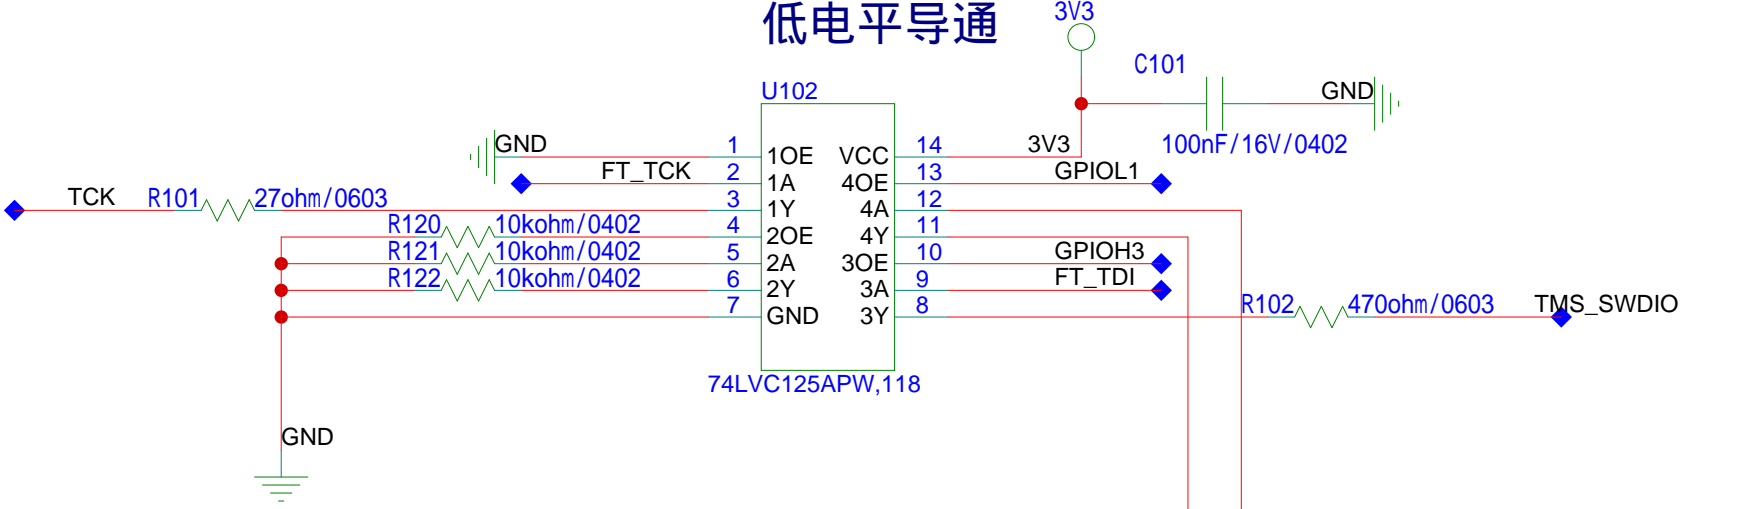 低电平导通
3V3
C101
GND
100nF/16V/0402
U102
GND
1
1OE
VCC
14
3V3
FT_TCK
2
1A
4OE
13
GPIOL1
TCK
R101
27ohm/0603
3
1Y
4A
12
R120
10kohm/0402
4
2OE
4Y
11
R121
10kohm/0402
5
2A
3OE
10
GPIOH3
R122
10kohm/0402
6
2Y
3A
9
FT_TDI
7
GND
3Y
8
R102
470ohm/0603
TMS_SWDIO
74LVC125APW,118
GND